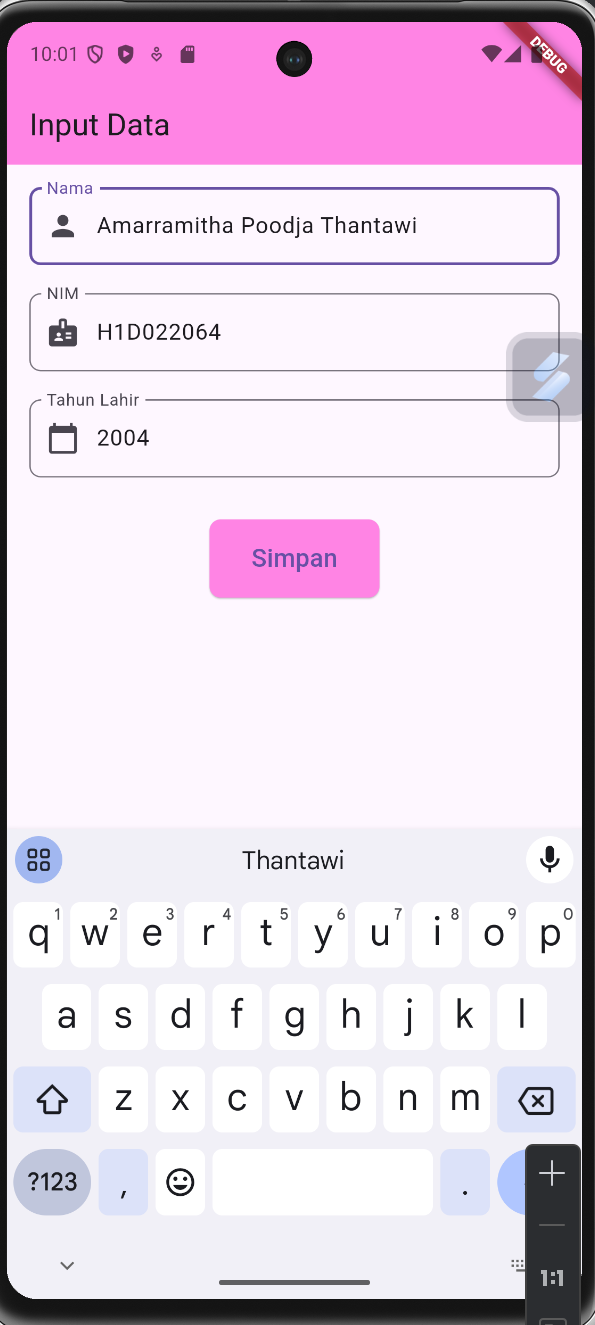 10:01
DEBUG
Input Data
Nama
Amarramitha Poodja Thantawi
NIM
H1D022064
Tahun Lahir
2004
Simpan
Thantawi
q1 w2 e3 r4 t5 y6 u7 i8 o9 p0
a s d f g h j k l
z x c v b n m
?123 , .
1:1